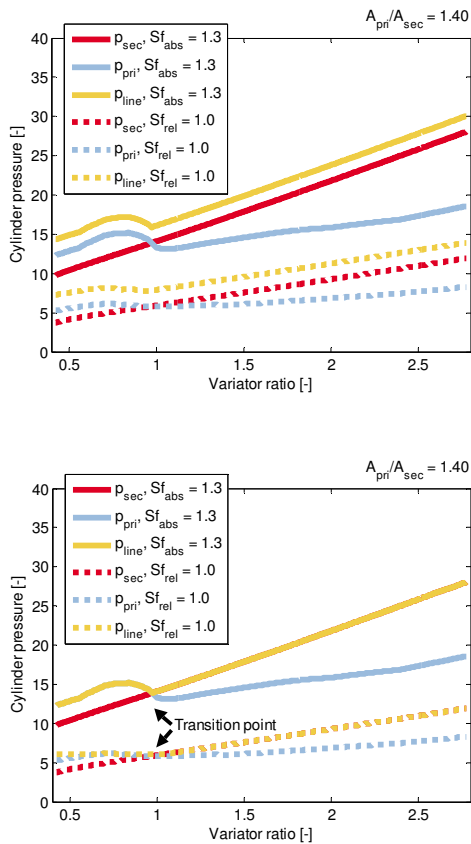 A_pri/A_sec = 1.40
40
35
30
25
20
15
10
5
0
Cylinder pressure [-]
p_sec, Sf_abs = 1.3
p_pri, Sf_abs = 1.3
p_line, Sf_abs = 1.3
p_sec, Sf_rel = 1.0
p_pri, Sf_rel = 1.0
p_line, Sf_rel = 1.0
0.5 1 1.5 2 2.5
Variator ratio [-]
A_pri/A_sec = 1.40
40
35
30
25
20
15
10
5
0
Cylinder pressure [-]
p_sec, Sf_abs = 1.3
p_pri, Sf_abs = 1.3
p_line, Sf_abs = 1.3
p_sec, Sf_rel = 1.0
p_pri, Sf_rel = 1.0
p_line, Sf_rel = 1.0
Transition point
0.5 1 1.5 2 2.5
Variator ratio [-]